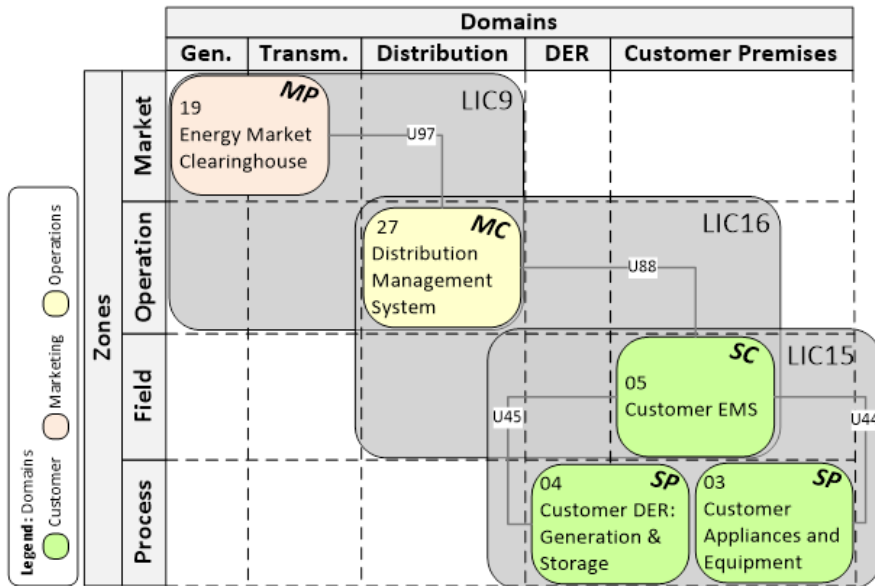 Domains
Gen.
Transm.
Distribution
DER
Customer Premises
Zones
Market
Operation
Field
Process
MP
19
Energy Market
Clearinghouse
U97
LIC9
27
MC
Distribution
Management
System
U88
LIC16
SC
05
Customer EMS
LIC15
U45
U44
04
SP
Customer DER:
Generation &
Storage
03
SP
Customer
Appliances and
Equipment
Legend: Domains
Customer
Marketing
Operations